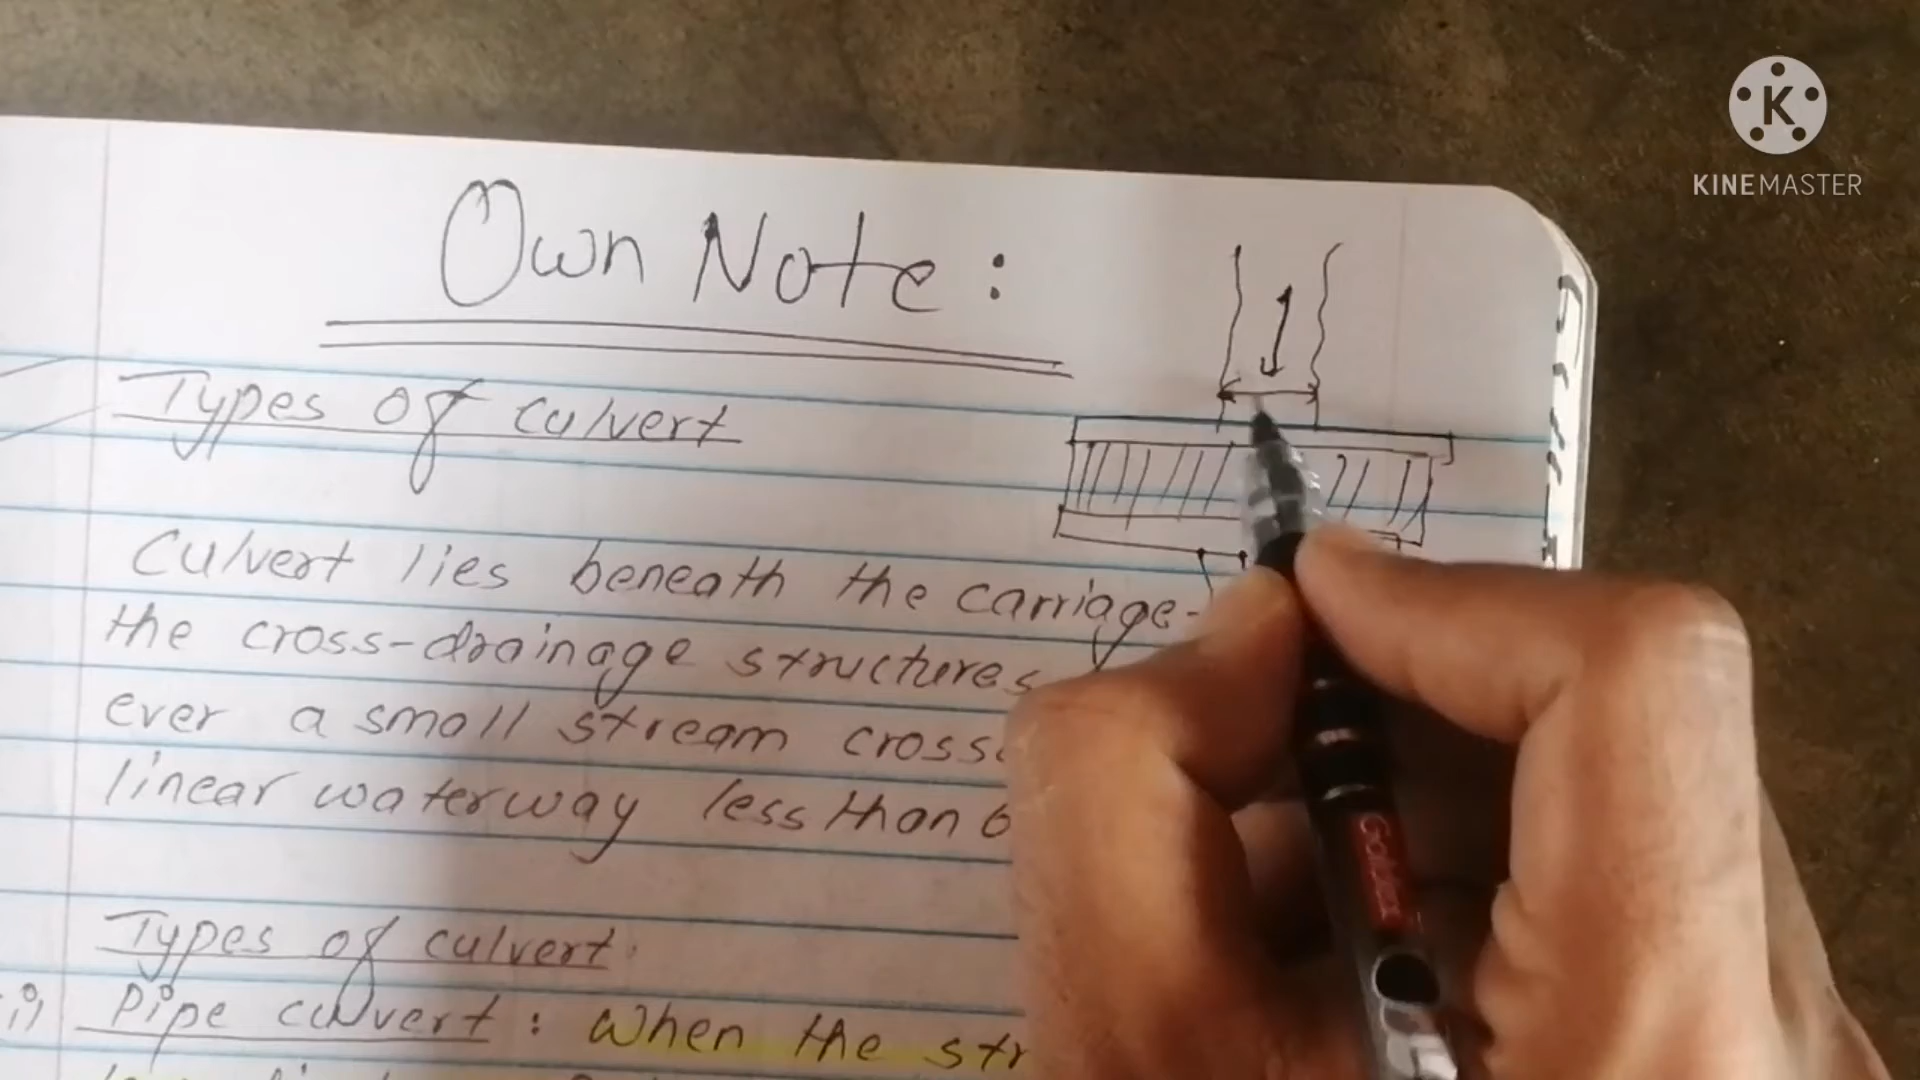 KINEMASTER
Own Note:
Types of culvert
Culvert lies beneath the carriage-
the cross-drainage structures
ever a small stream cross
linear waterway less than 6
Types of culvert
i) Pipe culvert: When the str